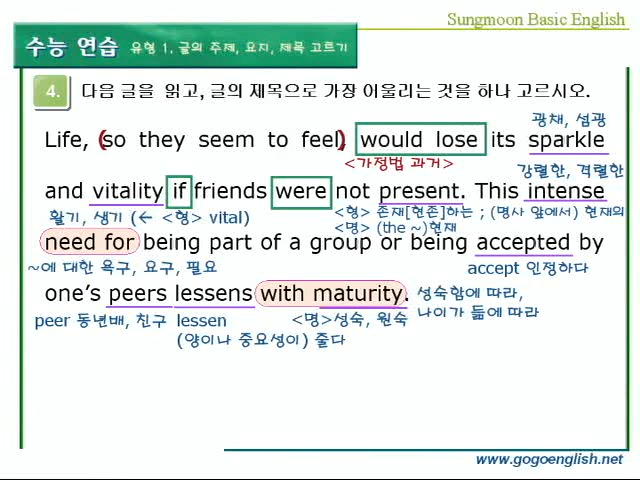 Sungmoon Basic English
수능 연습 유형 1. 글의 주제, 요지, 제목 고르기
4. 다음 글을 읽고, 글의 제목으로 가장 어울리는 것을 하나 고르시오.
광채, 섬광
Life, (so they seem to feel), would lose its sparkle
<가정법 과거>
강렬한, 격렬한
and vitality if friends were not present. This intense
활기, 생기 (← <형> vital)
<형> 존재[현존]하는 ; (명사 앞에서) 현재의
<명> (the ~)현재
need for being part of a group or being accepted by
~에 대한 욕구, 요구, 필요
accept 인정하다
one's peers lessens with maturity. 성숙함에 따라,
나이가 듦에 따라
peer 동년배, 친구 lessen <명>성숙, 원숙
(양이나 중요성이) 줄다
www.gogoenglish.net